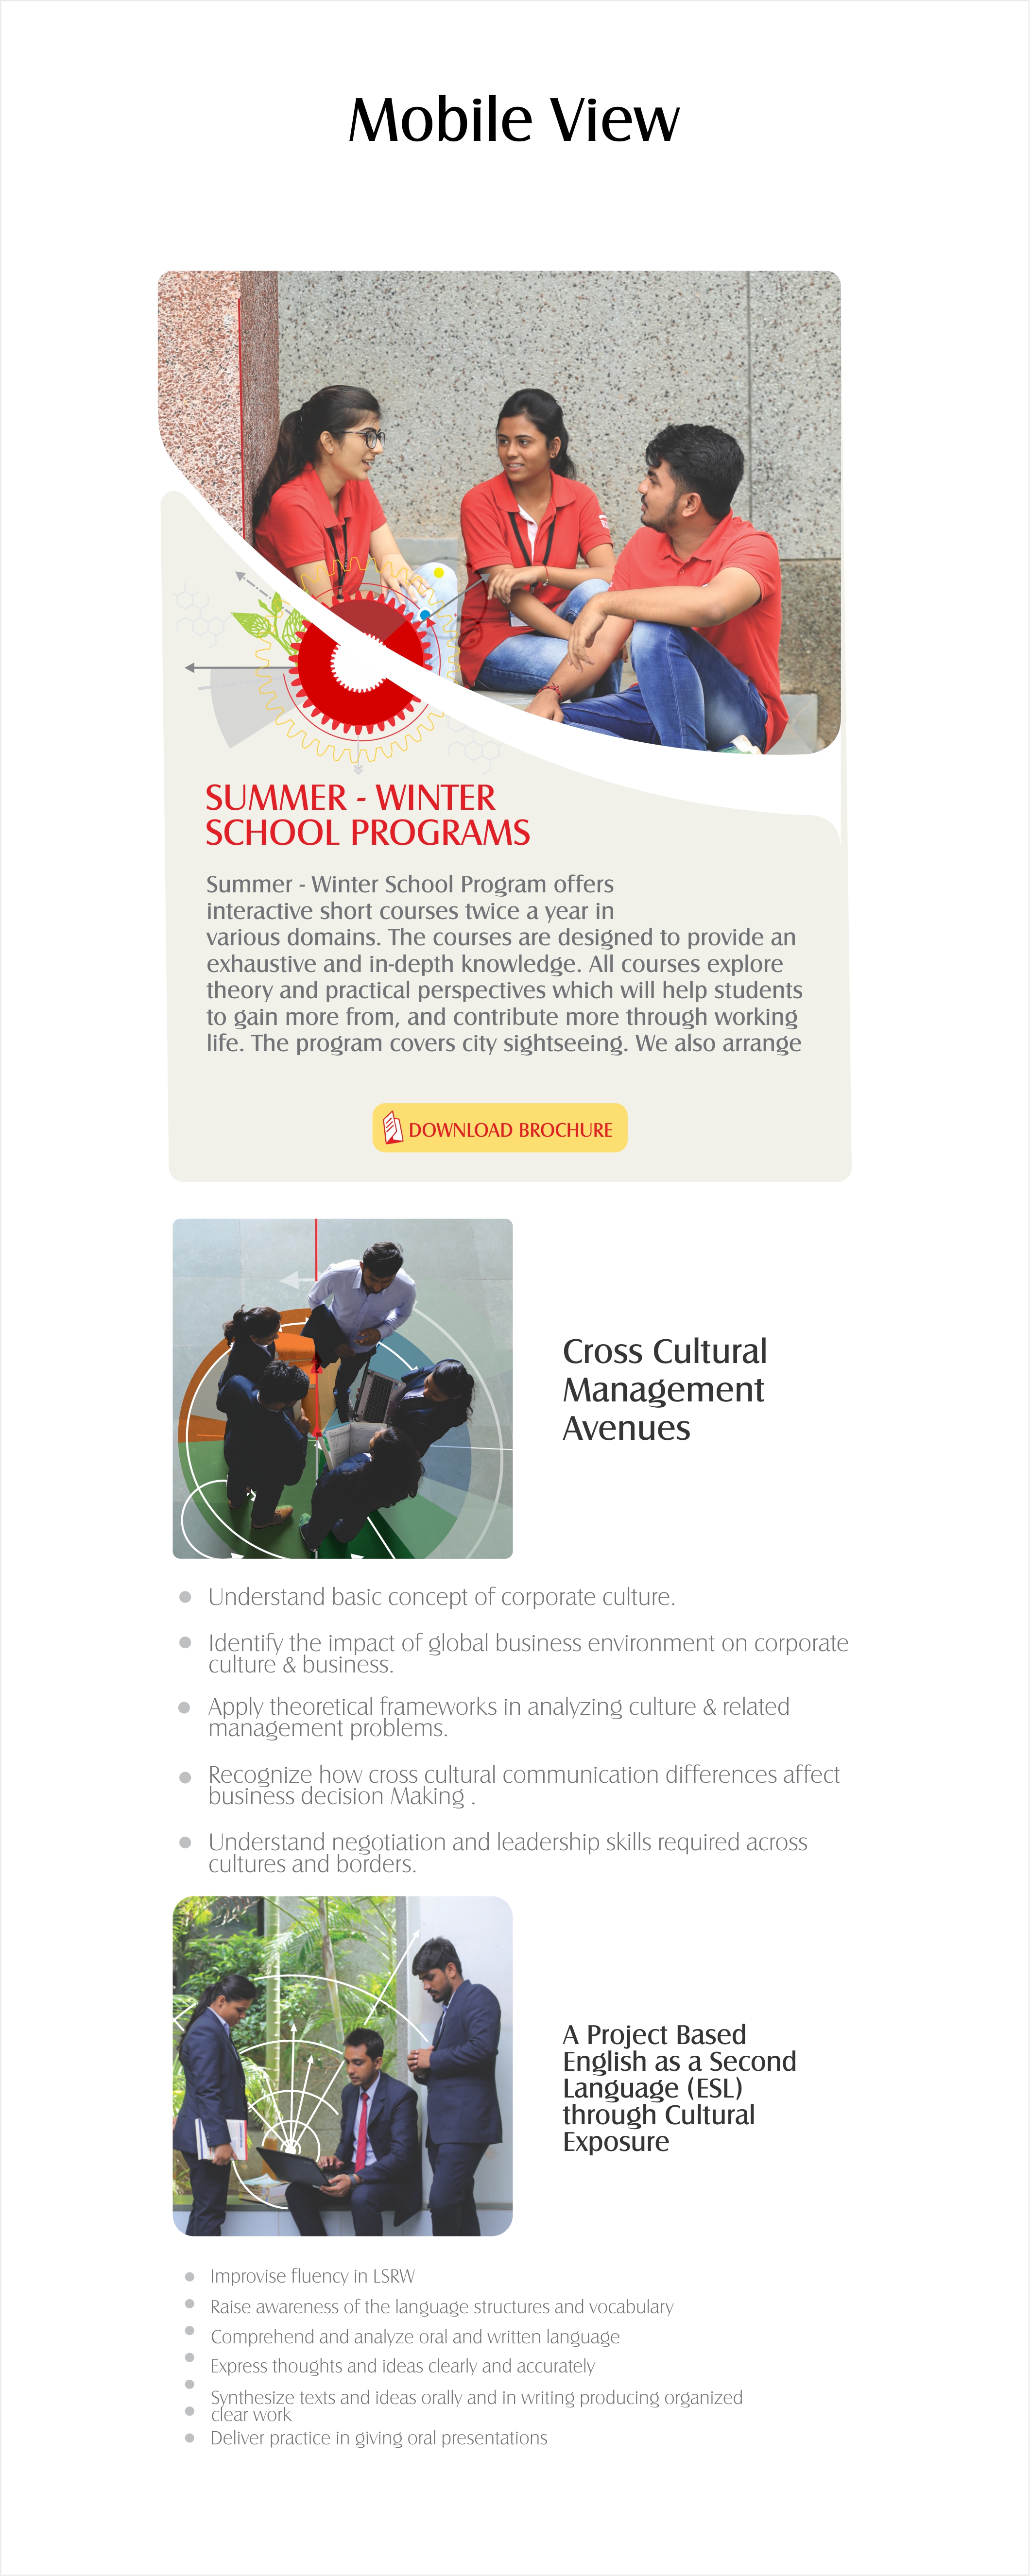 Mobile View
SUMMER - WINTER
SCHOOL PROGRAMS
Summer - Winter School Program offers
interactive short courses twice a year in
various domains. The courses are designed to provide an
exhaustive and in-depth knowledge. All courses explore
theory and practical perspectives which will help students
to gain more from, and contribute more through working
life. The program covers city sightseeing. We also arrange
DOWNLOAD BROCHURE
Cross Cultural
Management
Avenues
Understand basic concept of corporate culture.
Identify the impact of global business environment on corporate
culture & business.
Apply theoretical frameworks in analyzing culture & related
management problems.
Recognize how cross cultural communication differences affect
business decision Making .
Understand negotiation and leadership skills required across
cultures and borders.
A Project Based
English as a Second
Language (ESL)
through Cultural
Exposure
Improvise fluency in LSRW
Raise awareness of the language structures and vocabulary
Comprehend and analyze oral and written language
Express thoughts and ideas clearly and accurately
Synthesize texts and ideas orally and in writing producing organized
clear work
Deliver practice in giving oral presentations